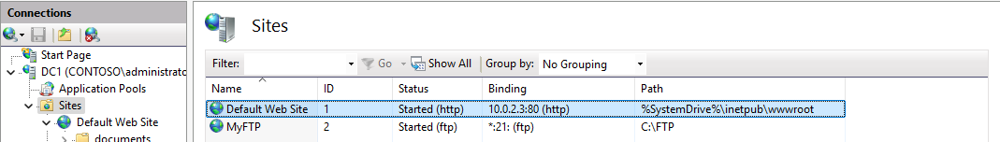 Connections
Start Page
DC1 (CONTOSO\administrato
Application Pools
Sites
Default Web Site
documents
Sites
Filter: Go Show All Group by: No Grouping
Name ID Status Binding Path
Default Web Site 1 Started (http) 10.0.2.3:80 (http) %SystemDrive%\inetpub\wwwroot
MyFTP 2 Started (ftp) *:21: (ftp) C:\FTP